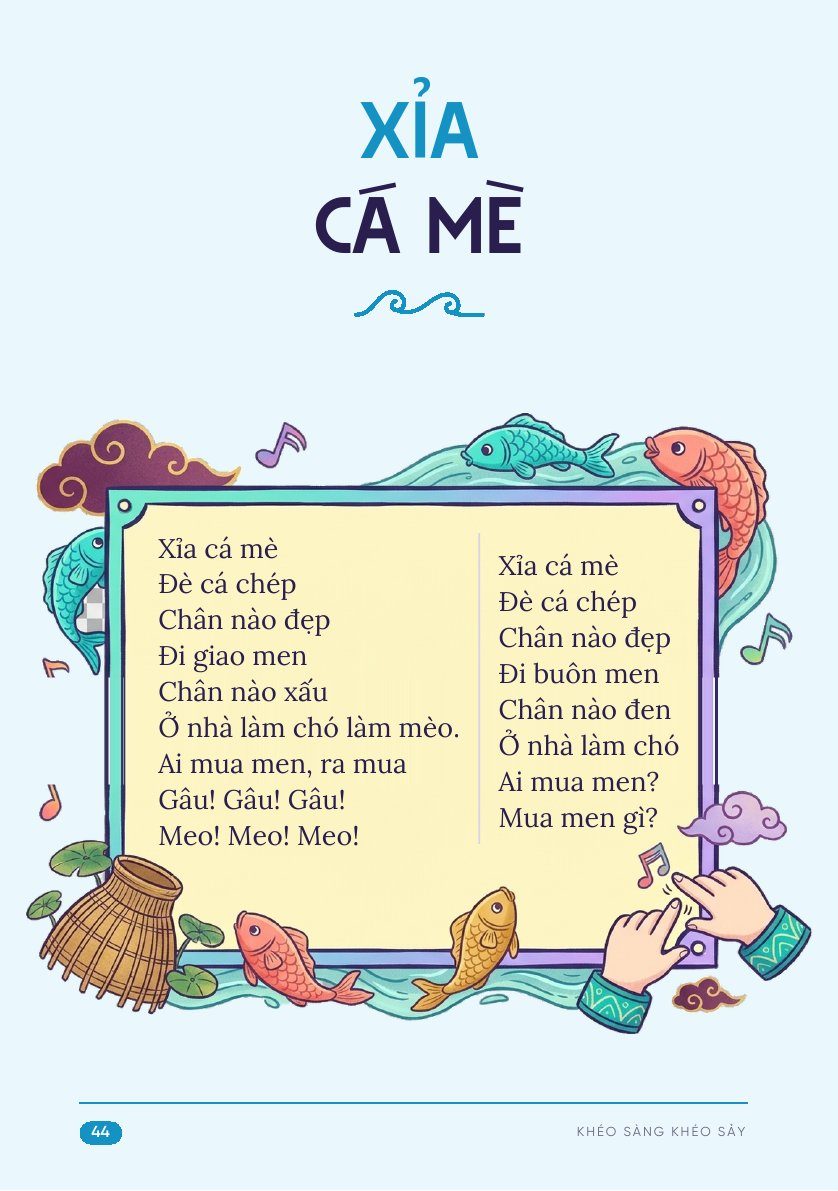 XỈA
CÁ MÈ
Xỉa cá mè
Đè cá chép
Chân nào đẹp
Đi giao men
Chân nào xấu
Ở nhà làm chó làm mèo.
Ai mua men, ra mua
Gâu! Gâu! Gâu!
Meo! Meo! Meo!
Xỉa cá mè
Đè cá chép
Chân nào đẹp
Đi buôn men
Chân nào đen
Ở nhà làm chó
Ai mua men?
Mua men gì?
44
KHÉO SÀNG KHÉO SẢY